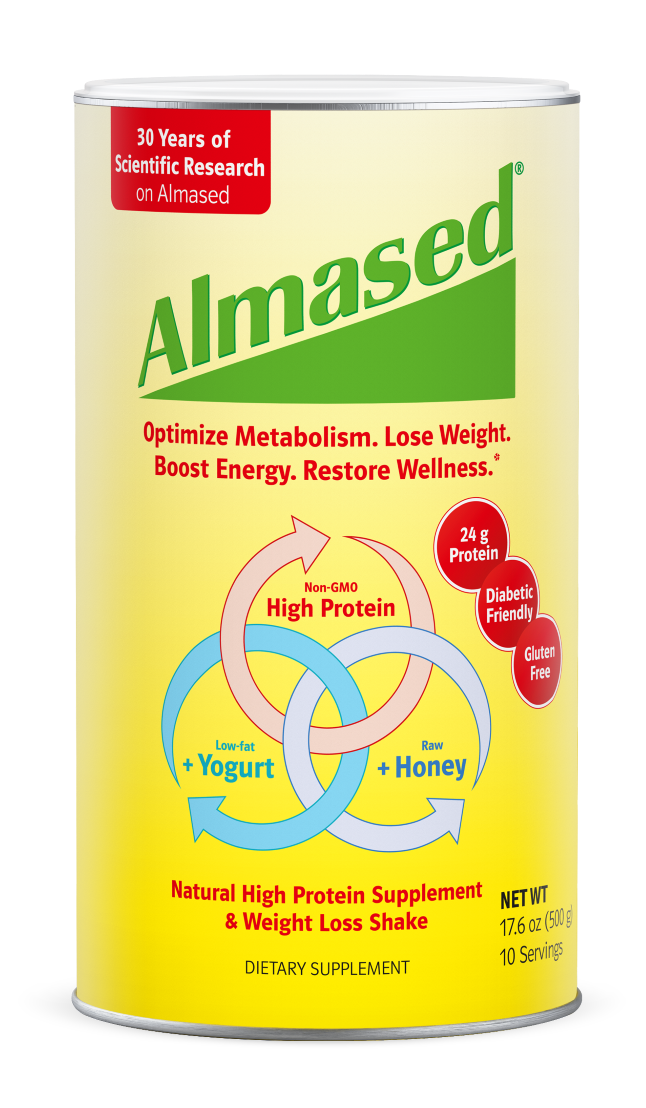 30 Years of
Scientific Research
on Almased
Almased®
Optimize Metabolism. Lose Weight.
Boost Energy. Restore Wellness.*
24 g
Protein
Diabetic
Friendly
Gluten
Free
Non-GMO
High Protein
Low-fat
+ Yogurt
Raw
+ Honey
Natural High Protein Supplement
& Weight Loss Shake
NET WT
17.6 oz (500 g)
10 Servings
DIETARY SUPPLEMENT